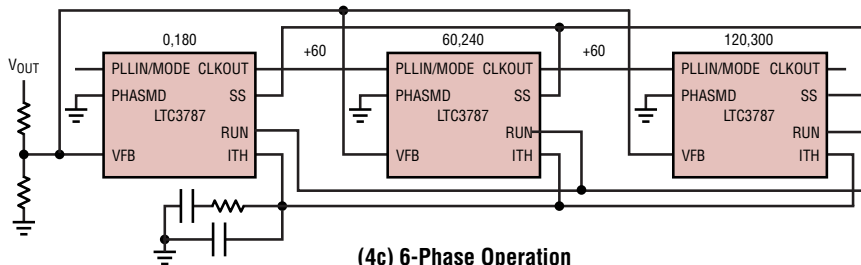 0,180
+60
60,240
+60
120,300
VOUT
PLLIN/MODE CLKOUT
PHASMD SS
LTC3787
RUN
VFB ITH
PLLIN/MODE CLKOUT
PHASMD SS
LTC3787
RUN
VFB ITH
PLLIN/MODE CLKOUT
PHASMD SS
LTC3787
RUN
VFB ITH
(4c) 6-Phase Operation